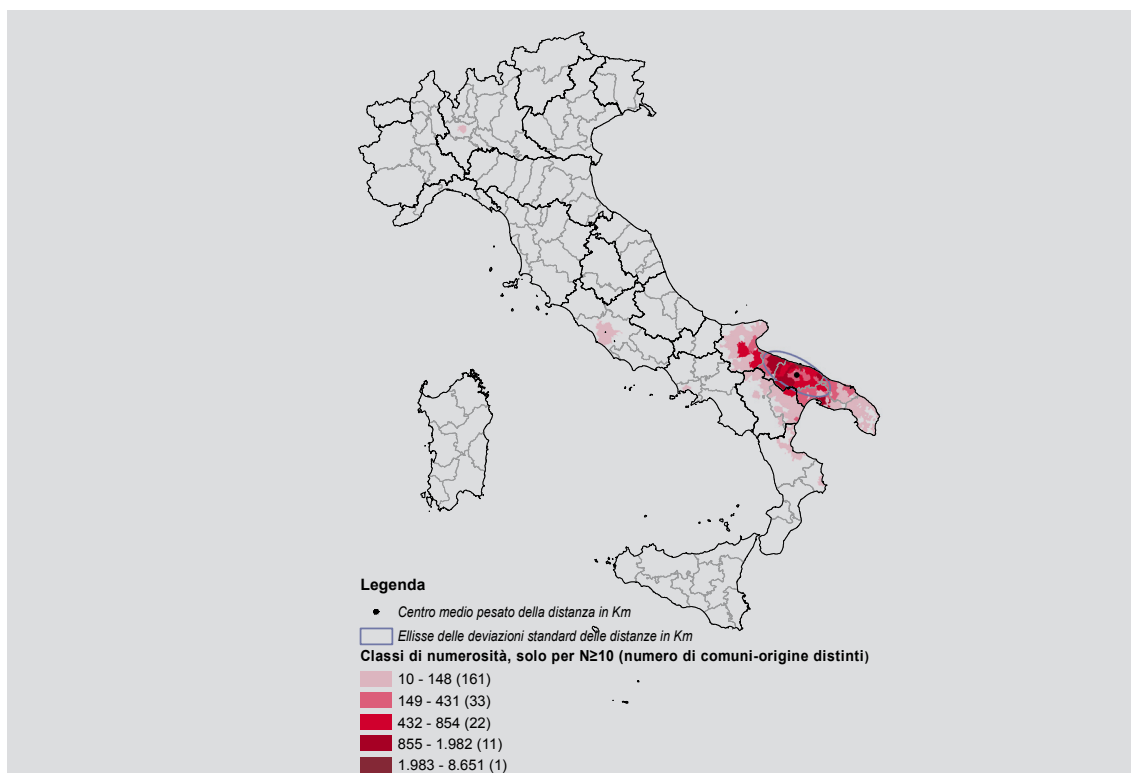 Legenda
Centro medio pesato della distanza in Km
Ellisse delle deviazioni standard delle distanze in Km
Classi di numerosità, solo per N≥10 (numero di comuni-origine distinti)
10 - 148 (161)
149 - 431 (33)
432 - 854 (22)
855 - 1.982 (11)
1.983 - 8.651 (1)